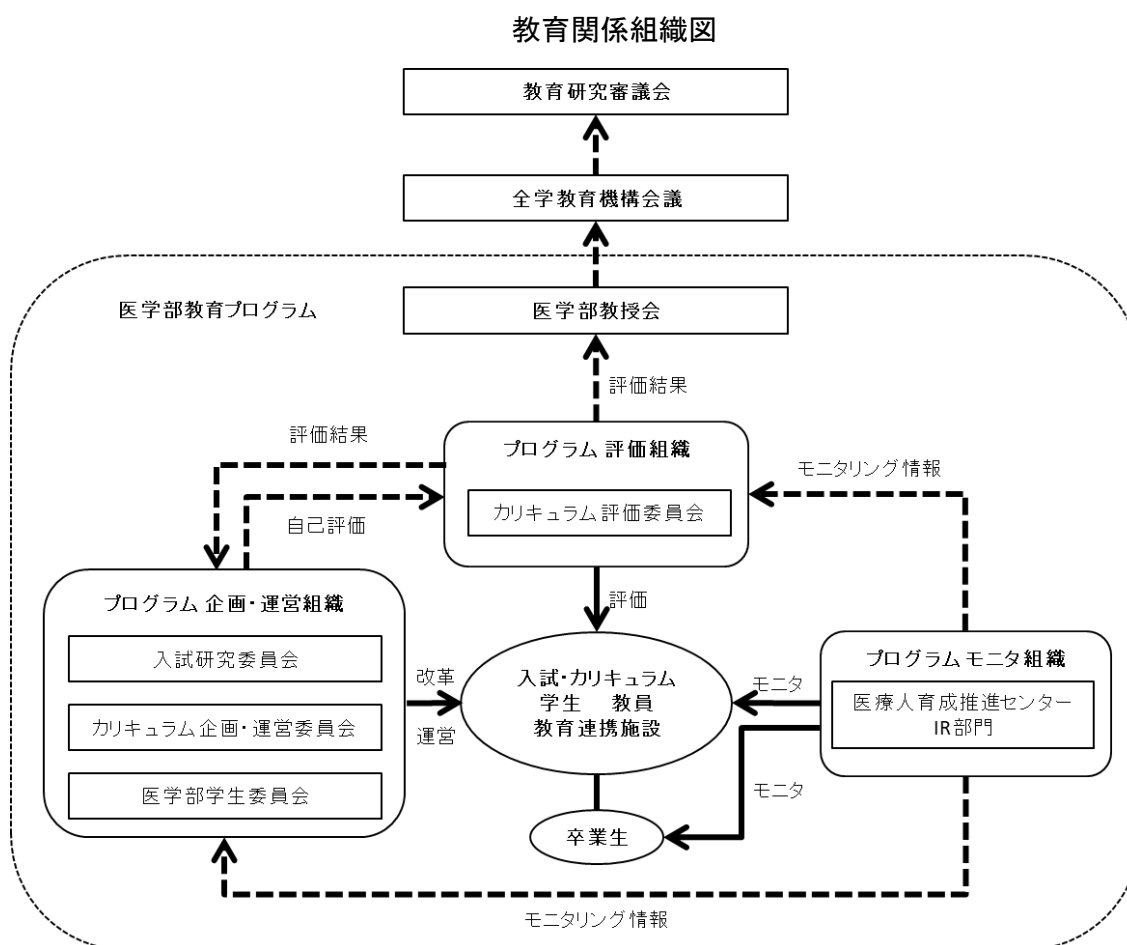 教育関係組織図
教育研究審議会
全学教育機構会議
医学部教育プログラム
医学部教授会
評価結果
評価結果
プログラム 評価組織
カリキュラム評価委員会
モニタリング情報
自己評価
評価
プログラム 企画・運営組織
入試研究委員会
カリキュラム企画・運営委員会
医学部学生委員会
改革
運営
入試・カリキュラム
学生 教員
教育連携施設
モニタ
プログラム モニタ組織
医療人育成推進センター
IR部門
モニタ
卒業生
モニタリング情報